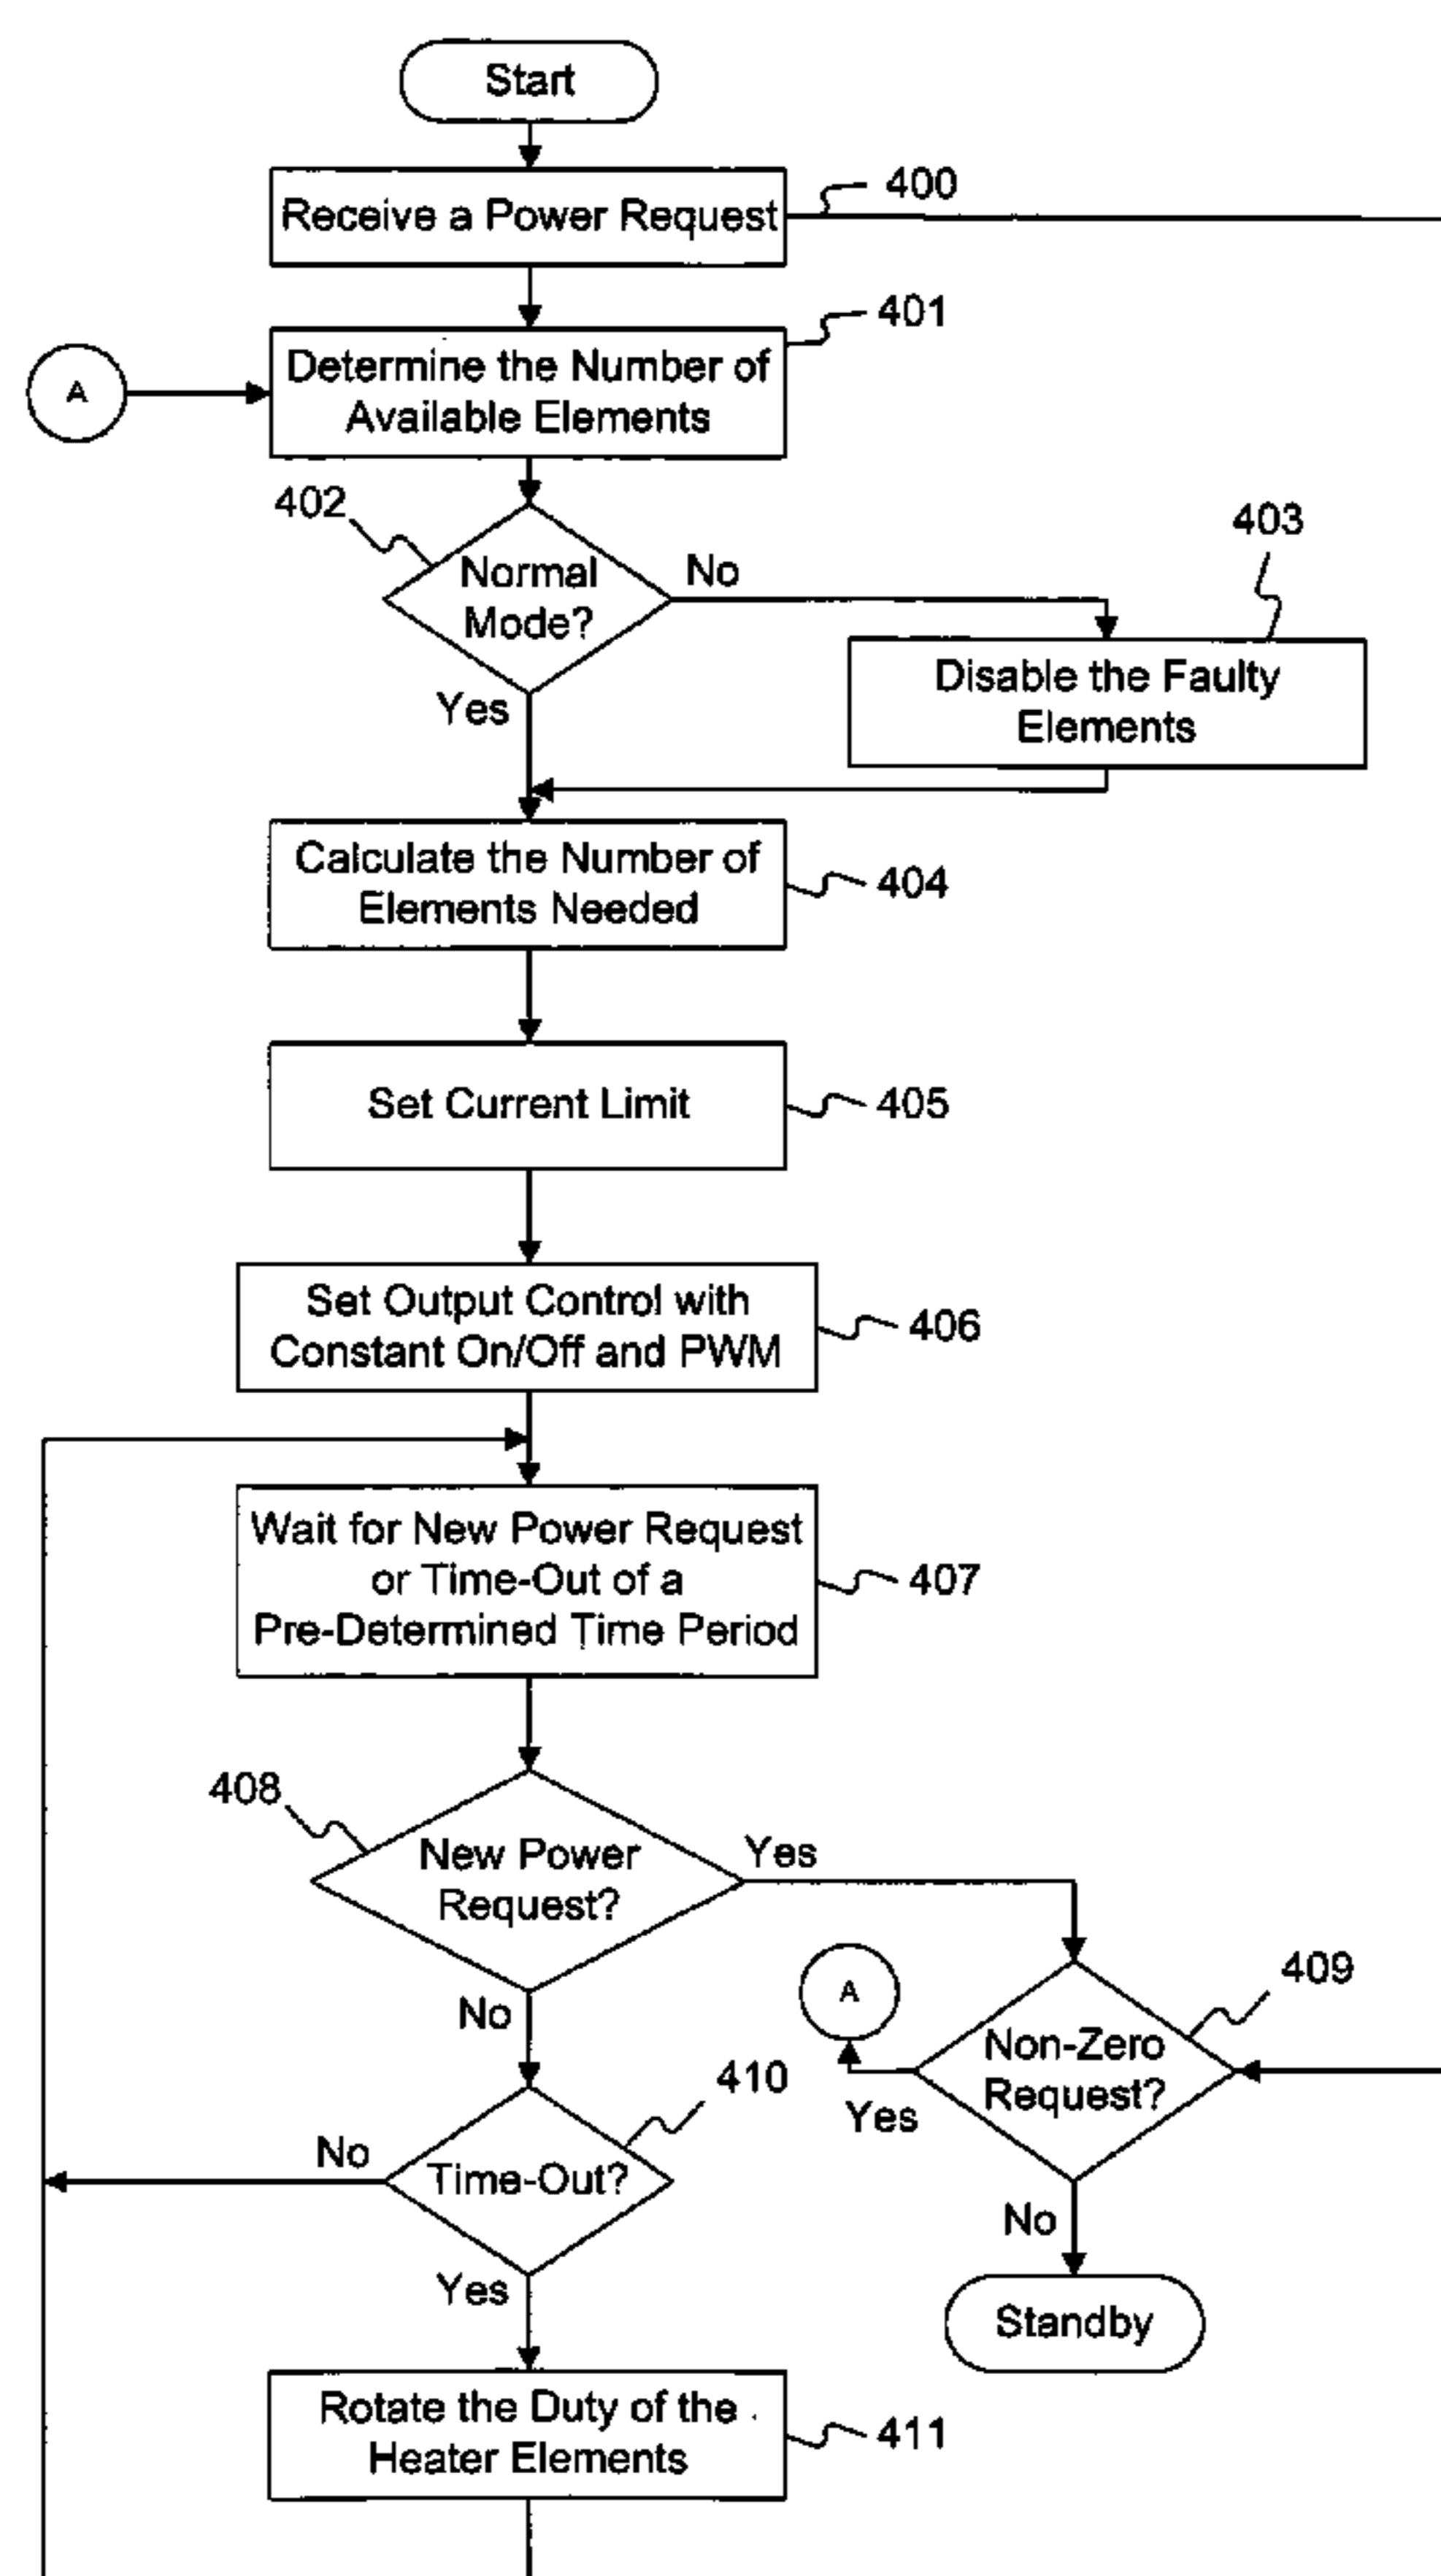 Start
Receive a Power Request
400
401
Determine the Number of
Available Elements
A
402
Normal
Mode?
No
403
Disable the Faulty
Elements
Yes
Calculate the Number of
Elements Needed
404
Set Current Limit
405
Set Output Control with
Constant On/Off and PWM
406
Wait for New Power Request
or Time-Out of a
Pre-Determined Time Period
407
408
New Power
Request?
Yes
No
A
409
Non-Zero
Request?
Yes
410
No
Time-Out?
No
Yes
Standby
Rotate the Duty of the
Heater Elements
411